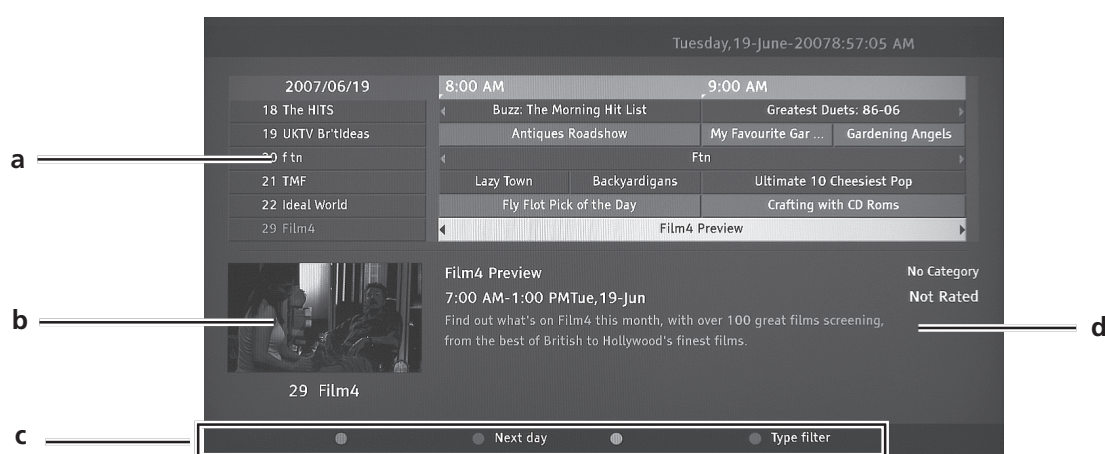 Tuesday,19-June-20078:57:05 AM
2007/06/19 8:00 AM 9:00 AM
18 The HITS Buzz: The Morning Hit List Greatest Duets: 86-06
19 UKTV Br'tIdeas Antiques Roadshow My Favourite Gar ... Gardening Angels
a 20 f tn Ftn
21 TMF Lazy Town Backyardigans Ultimate 10 Cheesiest Pop
22 Ideal World Fly Flot Pick of the Day Crafting with CD Roms
29 Film4 Film4 Preview
Film4 Preview No Category
7:00 AM-1:00 PMTue,19-Jun Not Rated
b Find out what's on Film4 this month, with over 100 great films screening, d
from the best of British to Hollywood's finest films.
29 Film4
c Next day Type filter